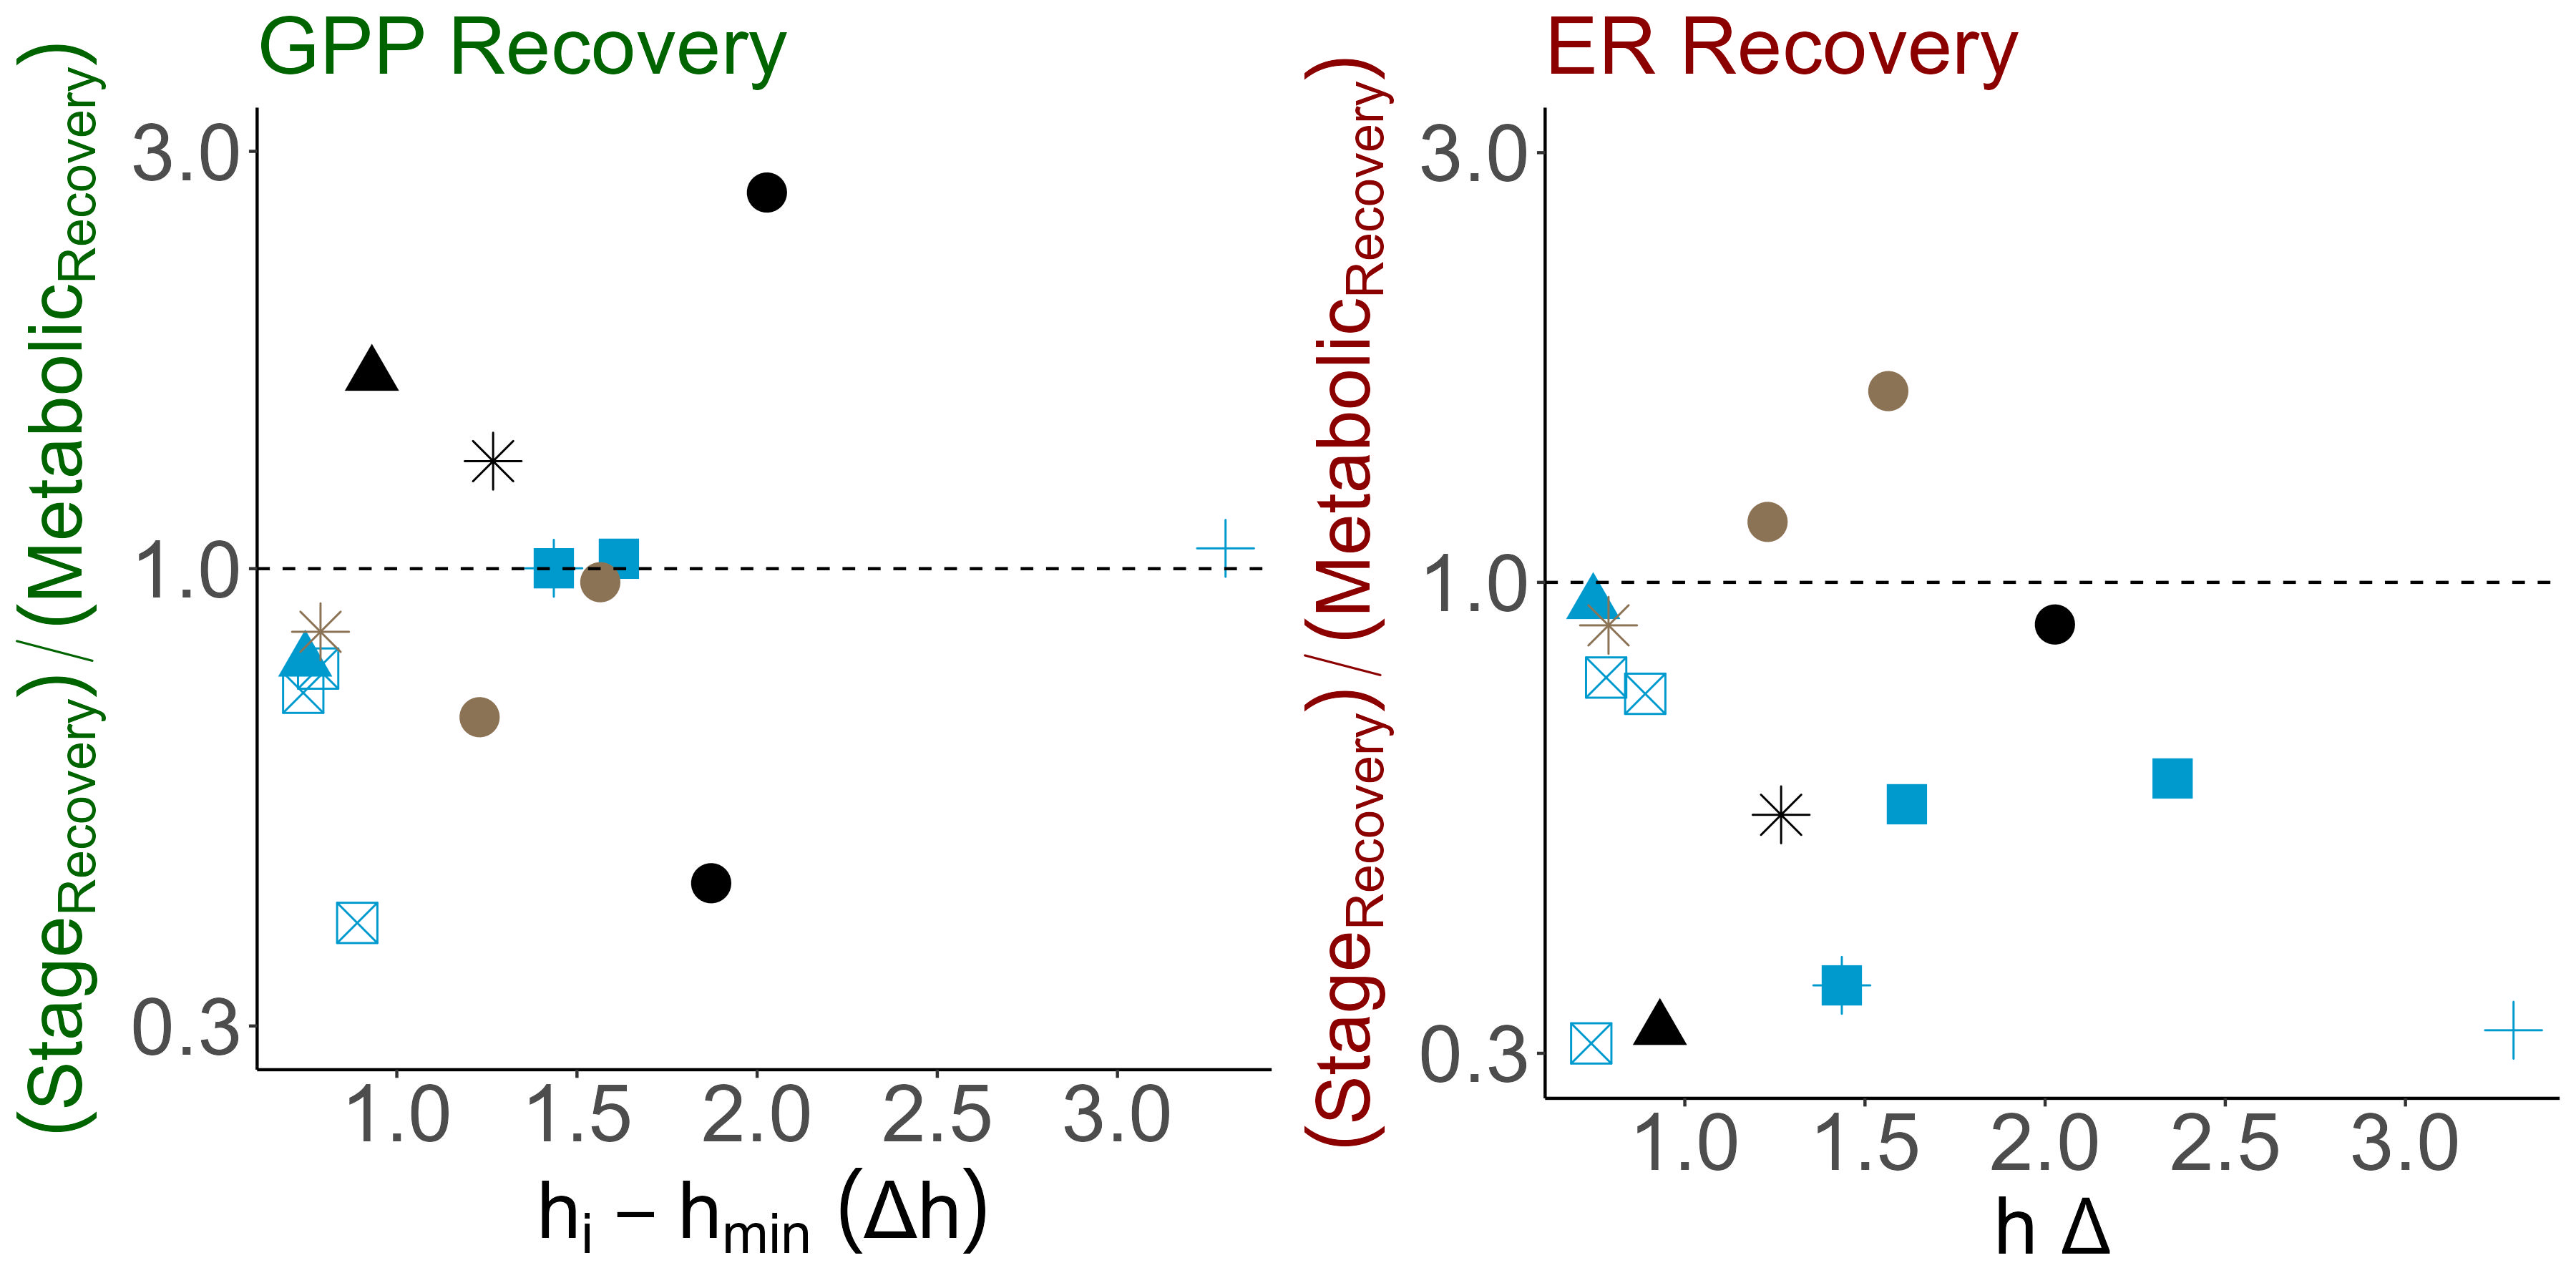 GPP Recovery
(StageRecovery) / (MetabolicRecovery)
3.0
1.0
0.3
1.0 1.5 2.0 2.5 3.0
hi − hmin (Δh)
ER Recovery
(StageRecovery) / (MetabolicRecovery)
3.0
1.0
0.3
1.0 1.5 2.0 2.5 3.0
h Δ